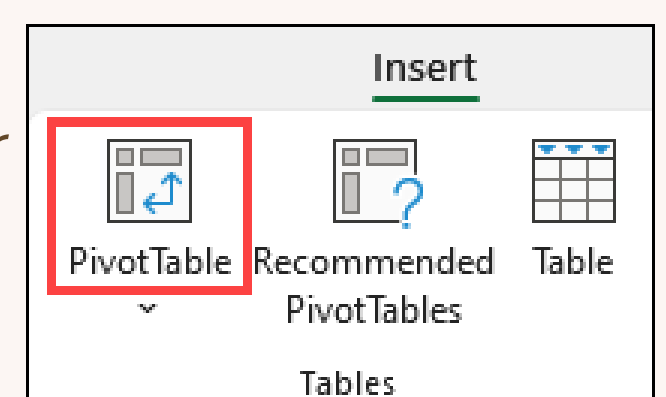 Insert
PivotTable
Recommended
PivotTables
Table
Tables